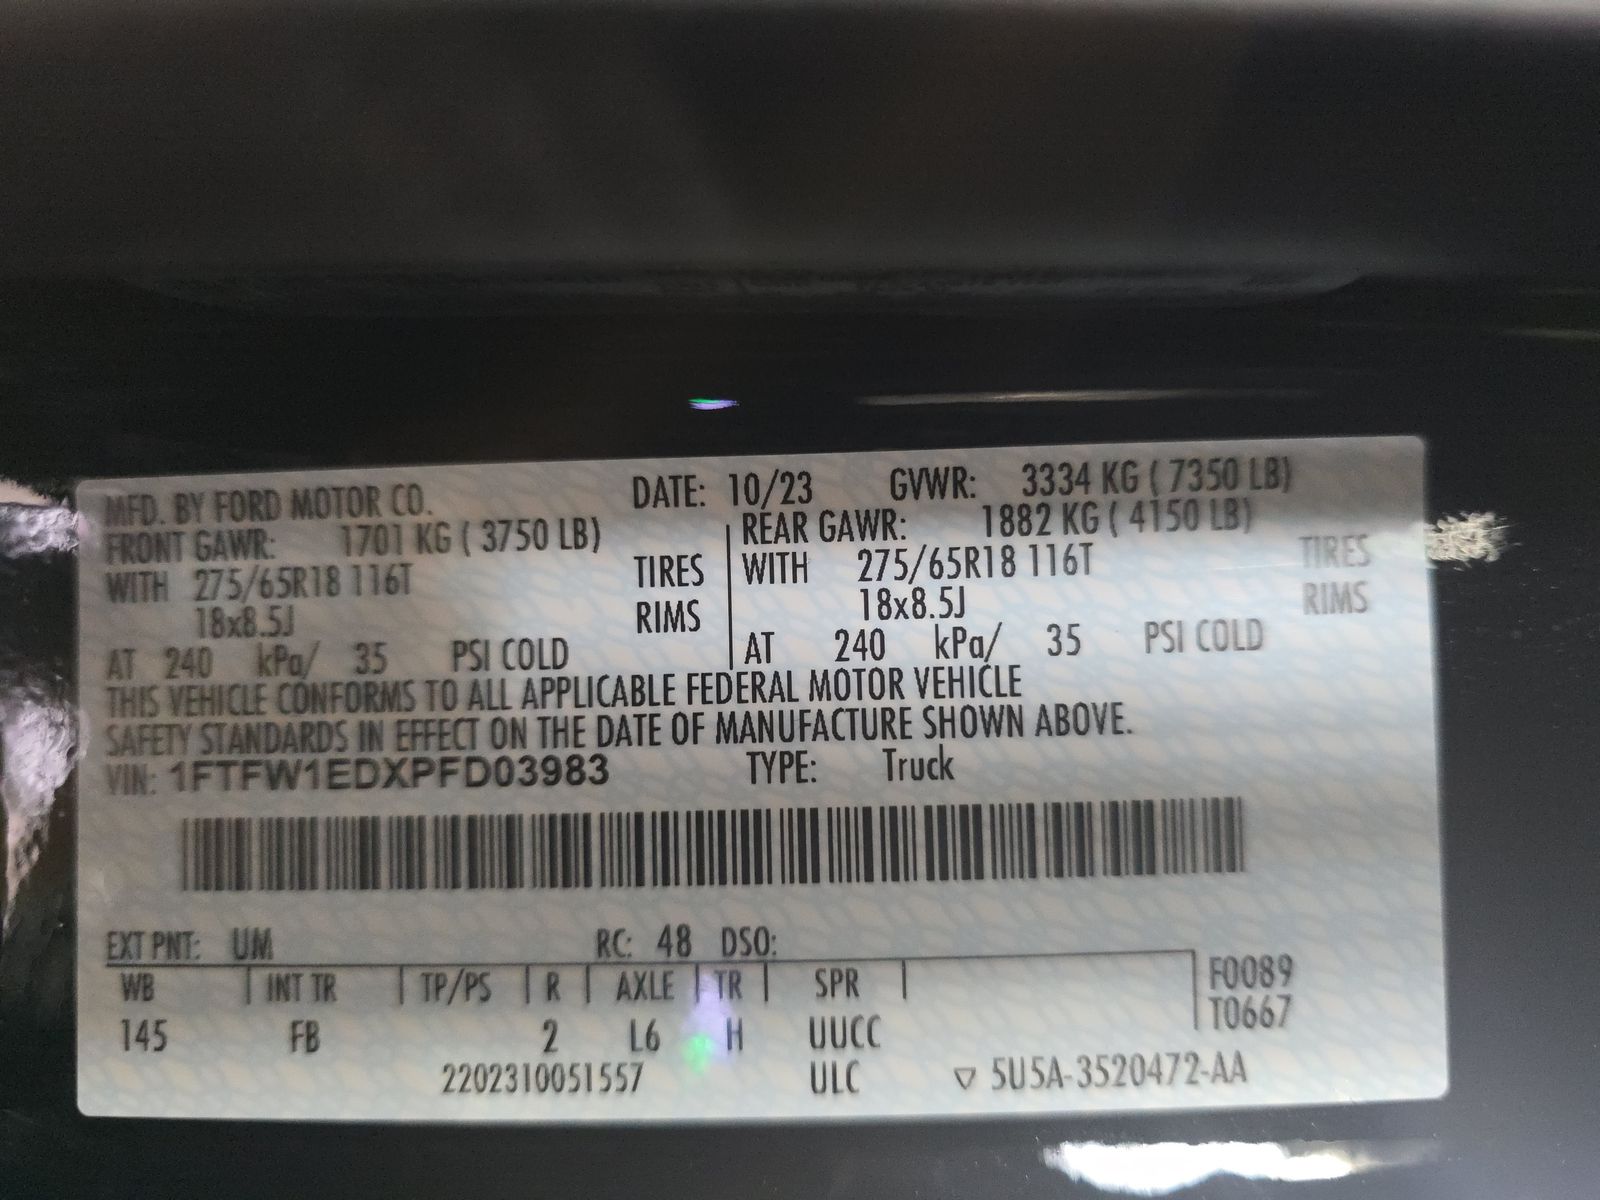 MFD. BY FORD MOTOR CO. DATE: 10/23 GVWR: 3334 KG ( 7350 LB)
FRONT GAWR: 1701 KG ( 3750 LB) REAR GAWR: 1882 KG ( 4150 LB)
WITH 275/65R18 116T TIRES WITH 275/65R18 116T TIRES
18x8.5J RIMS 18x8.5J RIMS
AT 240 kPa/ 35 PSI COLD AT 240 kPa/ 35 PSI COLD
THIS VEHICLE CONFORMS TO ALL APPLICABLE FEDERAL MOTOR VEHICLE
SAFETY STANDARDS IN EFFECT ON THE DATE OF MANUFACTURE SHOWN ABOVE.
VIN: 1FTFW1EDXPFD03983 TYPE: Truck
EXT PNT: UM RC: 48 DSO:
WB INT TR TP/PS R AXLE TR SPR F0089
145 FB 2 L6 H UUCC T0667
2202310051557 ULC ▽ 5U5A-3520472-AA